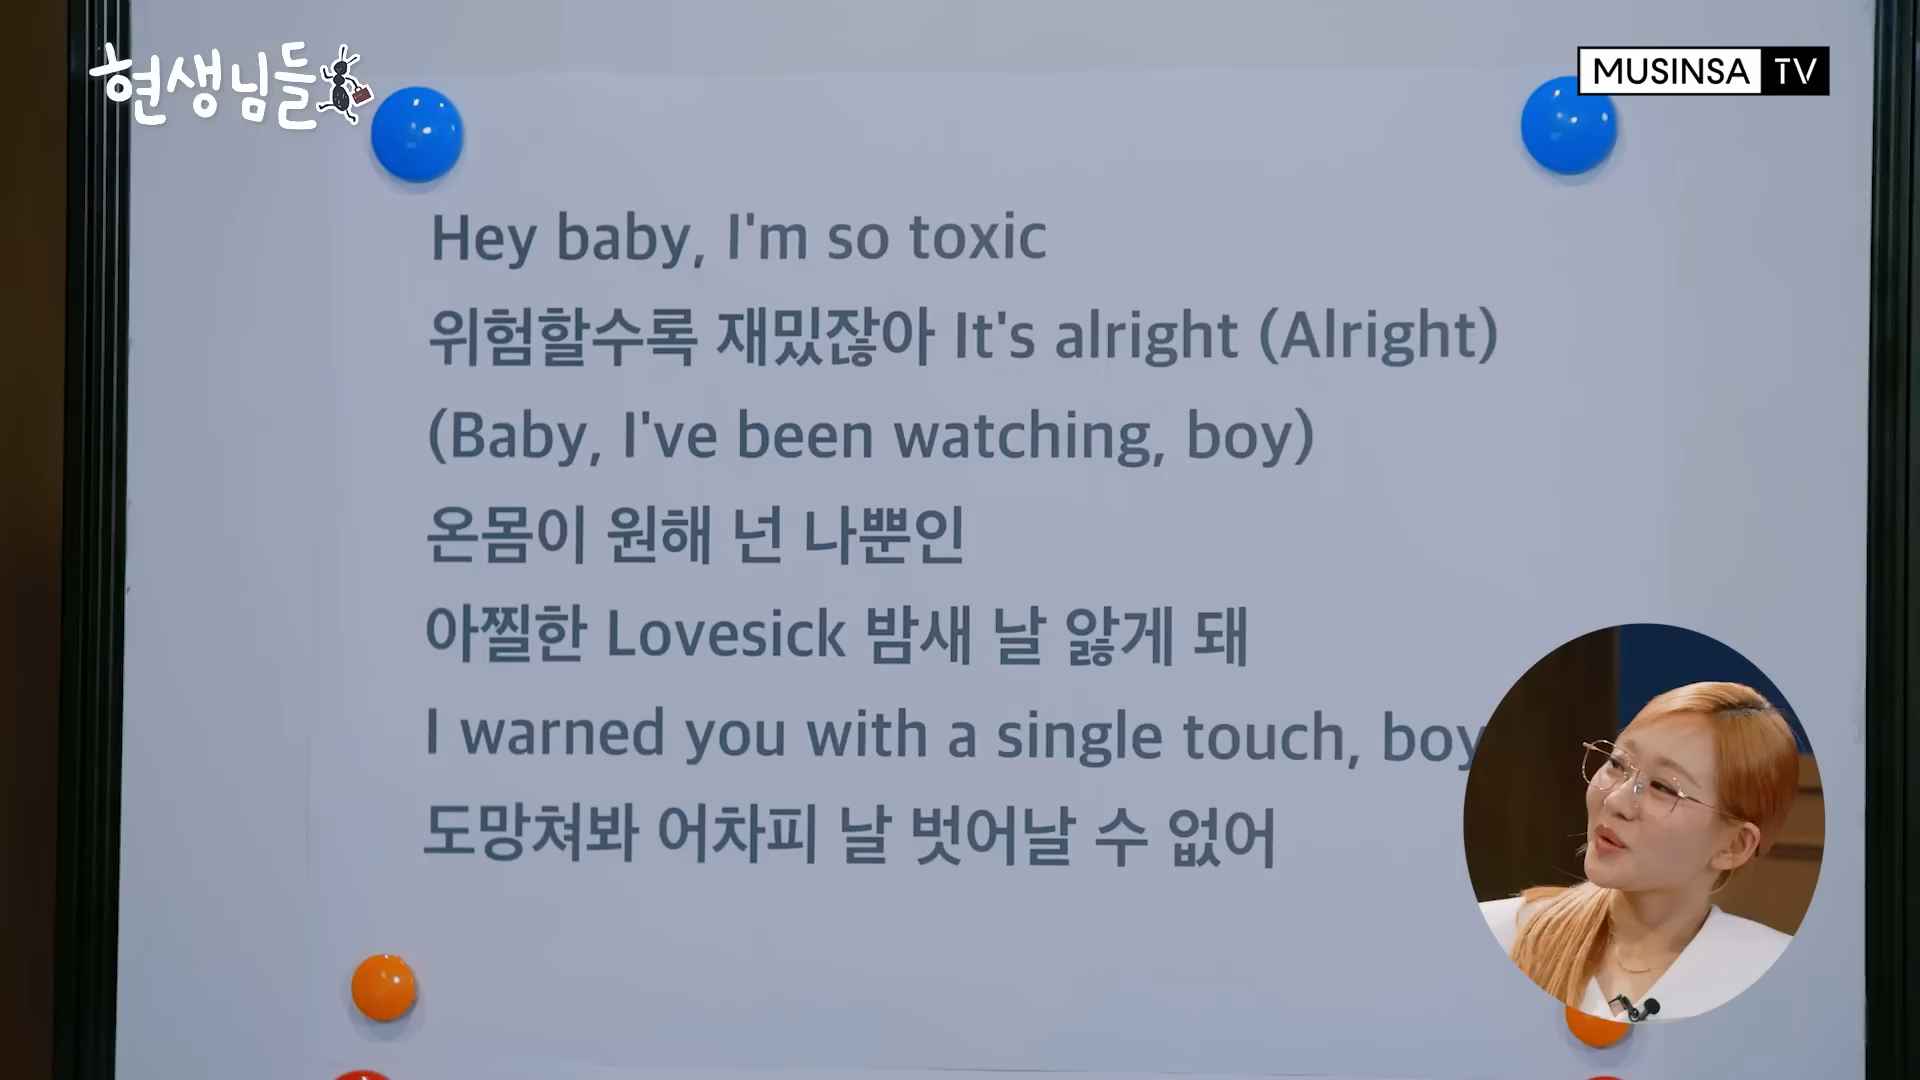 현생님들
MUSINSA TV
Hey baby, I'm so toxic
위험할수록 재밌잖아 It's alright (Alright)
(Baby, I've been watching, boy)
온몸이 원해 넌 나뿐인
아찔한 Lovesick 밤새 날 앓게 돼
I warned you with a single touch, boy
도망쳐봐 어차피 날 벗어날 수 없어